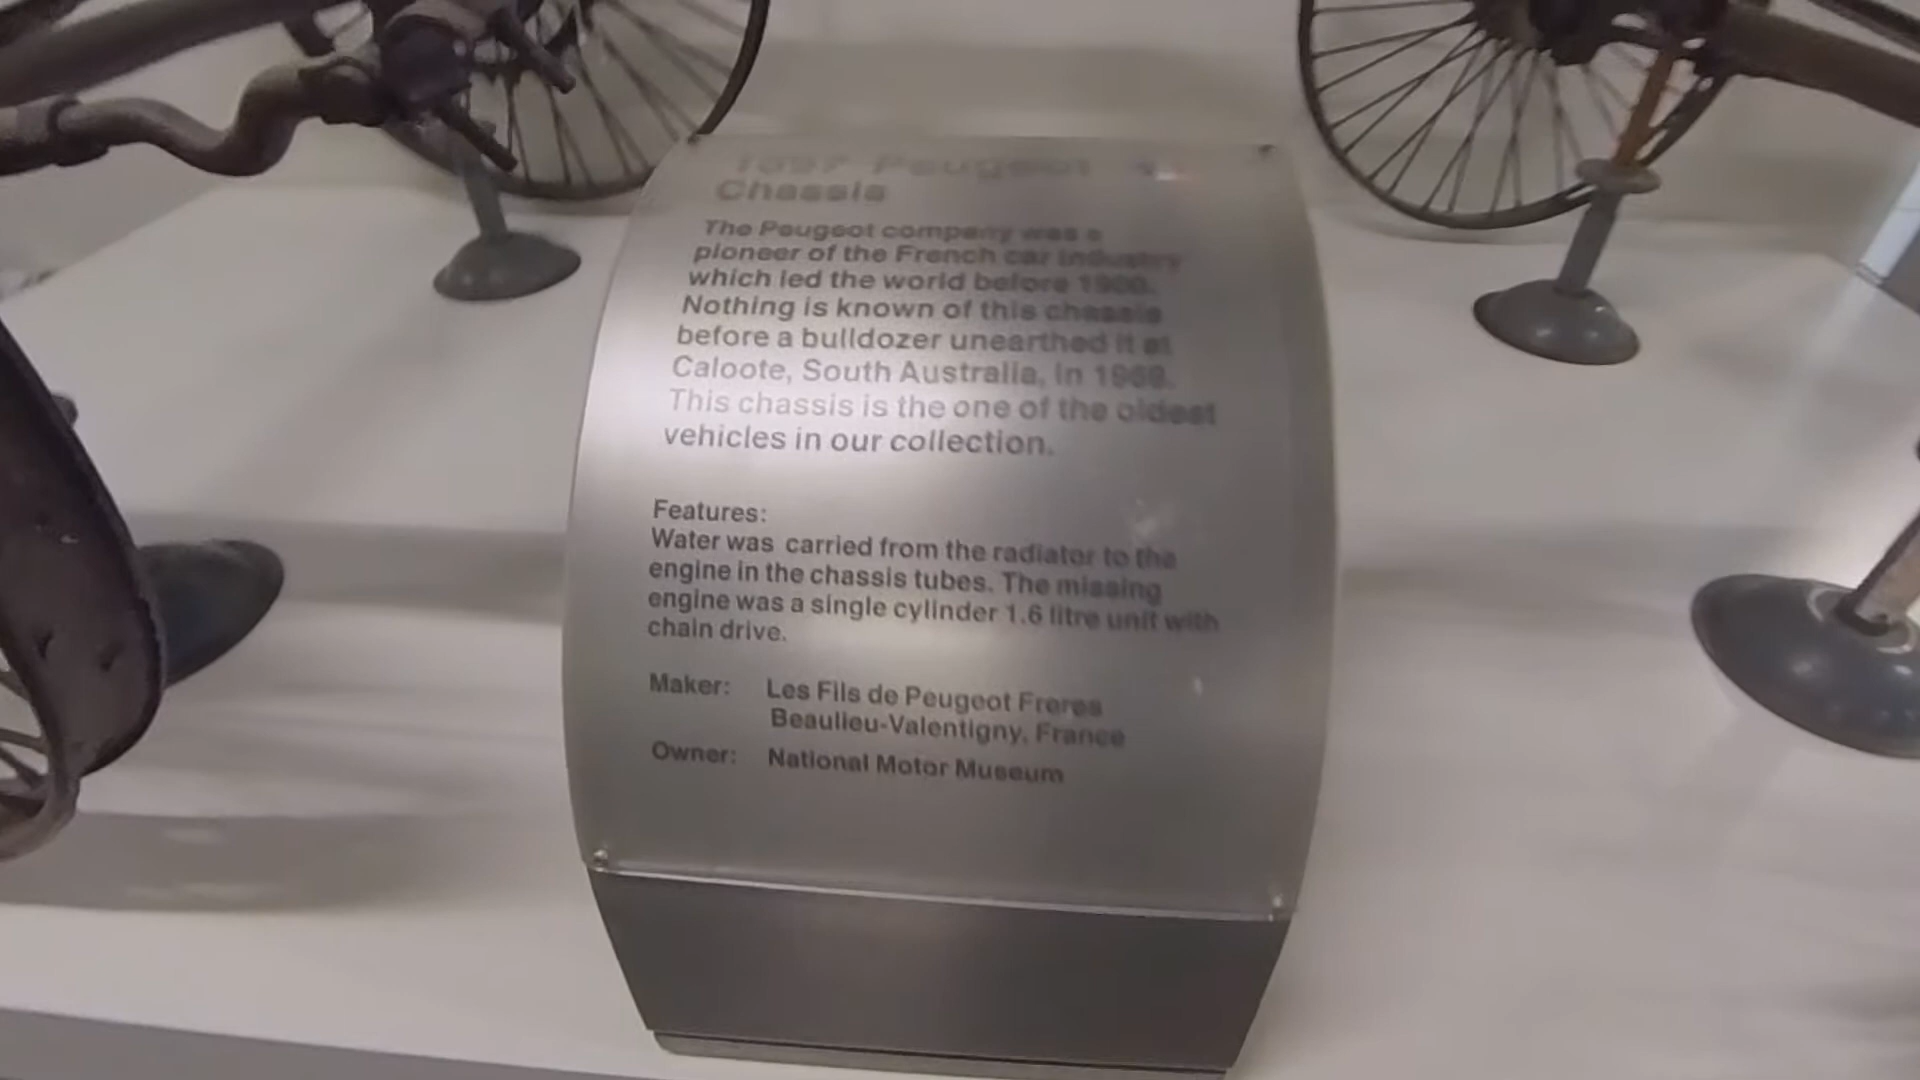 Peugeot
Chassis
The Peugeot company was a
pioneer of the French car industry
which led the world before 1900.
Nothing is known of this chassis
before a bulldozer unearthed it at
Caloote, South Australia, in 1969.
This chassis is the one of the oldest
vehicles in our collection.
Features:
Water was carried from the radiator to the
engine in the chassis tubes. The missing
engine was a single cylinder 1.6 litre unit with
chain drive.
Maker: Les Fils de Peugeot Freres
Beaulieu-Valentigny, France
Owner: National Motor Museum